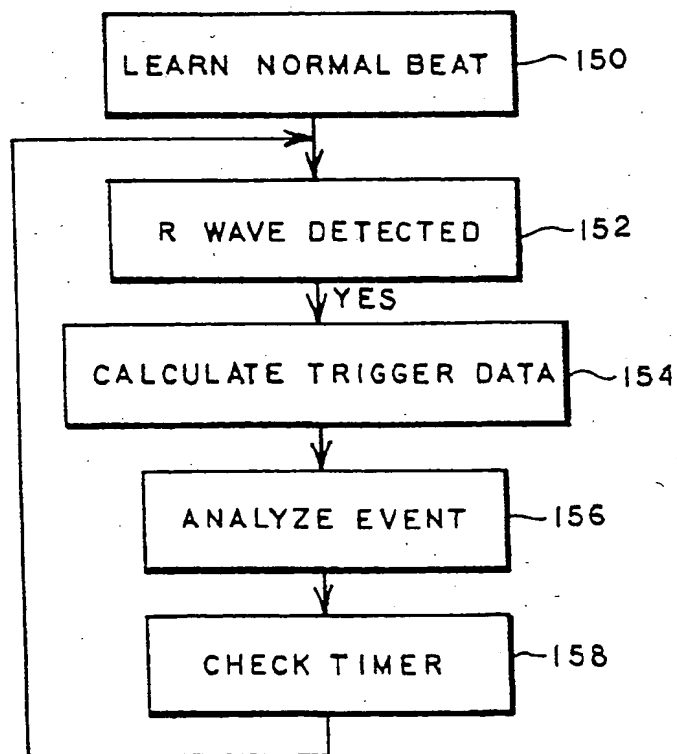 LEARN NORMAL BEAT 150
R WAVE DETECTED 152
YES
CALCULATE TRIGGER DATA 154
ANALYZE EVENT 156
CHECK TIMER 158